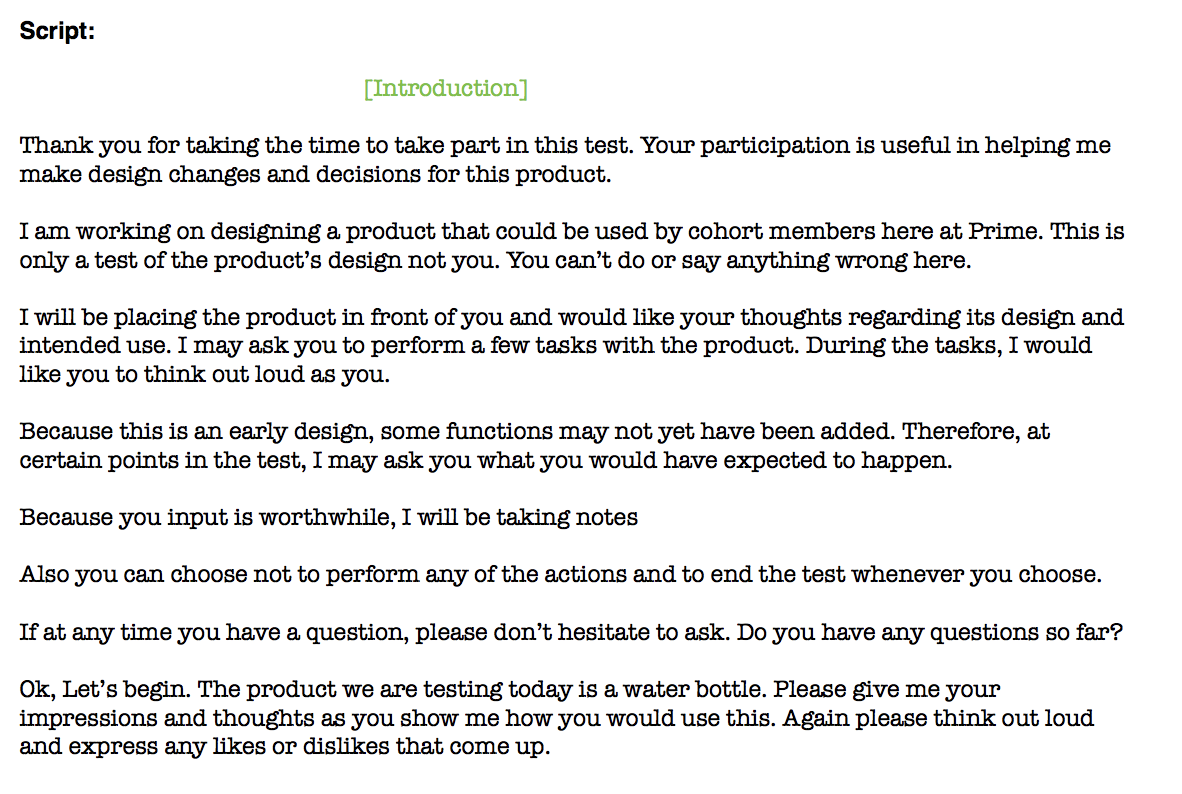 Script:
[Introduction]
Thank you for taking the time to take part in this test. Your participation is useful in helping me
make design changes and decisions for this product.
I am working on designing a product that could be used by cohort members here at Prime. This is
only a test of the product’s design not you. You can’t do or say anything wrong here.
I will be placing the product in front of you and would like your thoughts regarding its design and
intended use. I may ask you to perform a few tasks with the product. During the tasks, I would
like you to think out loud as you.
Because this is an early design, some functions may not yet have been added. Therefore, at
certain points in the test, I may ask you what you would have expected to happen.
Because you input is worthwhile, I will be taking notes
Also you can choose not to perform any of the actions and to end the test whenever you choose.
If at any time you have a question, please don’t hesitate to ask. Do you have any questions so far?
Ok, Let’s begin. The product we are testing today is a water bottle. Please give me your
impressions and thoughts as you show me how you would use this. Again please think out loud
and express any likes or dislikes that come up.